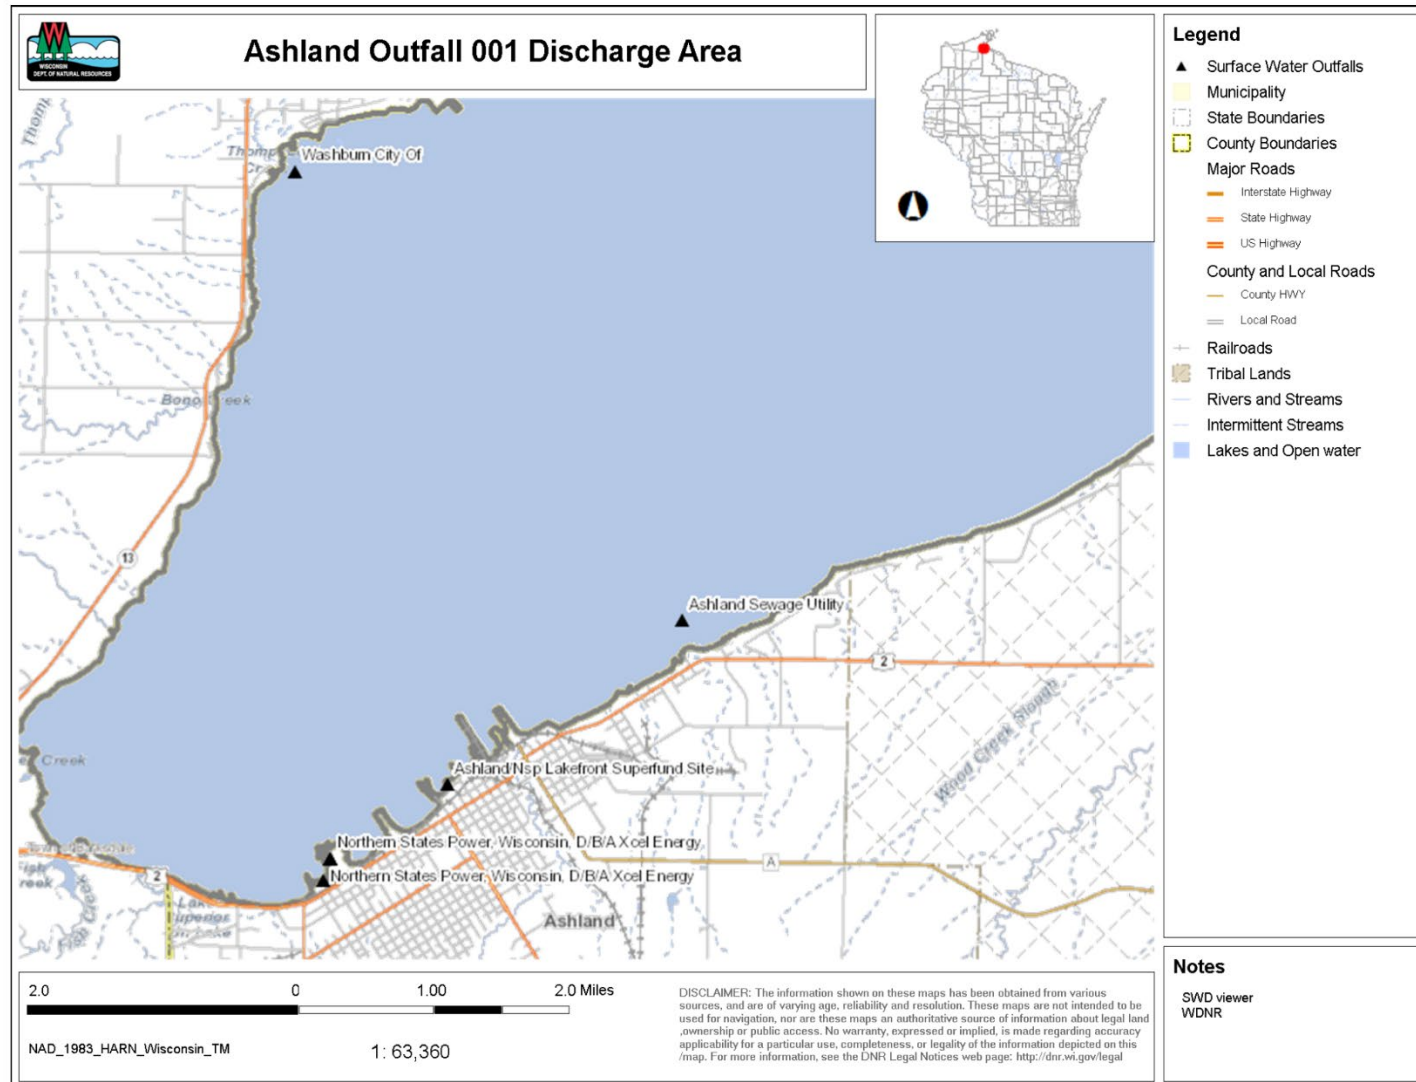 WISCONSIN
DEPT. OF NATURAL RESOURCES
Ashland Outfall 001 Discharge Area
Legend
Surface Water Outfalls
Municipality
State Boundaries
County Boundaries
Major Roads
Interstate Highway
State Highway
US Highway
County and Local Roads
County HWY
Local Road
Railroads
Tribal Lands
Rivers and Streams
Intermittent Streams
Lakes and Open water
Washburn City Of
13
Ashland Sewage Utility
2
Wood Creek Slough
Ashland/Nsp Lakefront Superfund Site
Northern States Power, Wisconsin, D/B/A Xcel Energy
Northern States Power, Wisconsin, D/B/A Xcel Energy
A
2
Creek
Ashland
2.0
0
1.00
2.0 Miles
NAD_1983_HARN_Wisconsin_TM
1: 63,360
DISCLAIMER: The information shown on these maps has been obtained from various
sources, and are of varying age, reliability and resolution. These maps are not intended to be
used for navigation, nor are these maps an authoritative source of information about legal land
,ownership or public access. No warranty, expressed or implied, is made regarding accuracy
applicability for a particular use, completeness, or legality of the information depicted on this
/map. For more information, see the DNR Legal Notices web page: http://dnr.wi.gov/legal
Notes
SWD viewer
WDNR